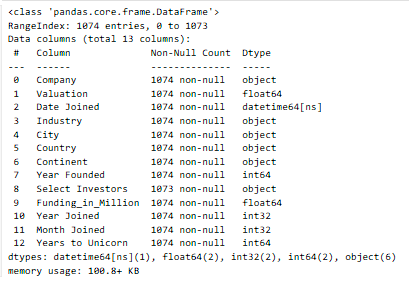 <class 'pandas.core.frame.DataFrame'>
RangeIndex: 1074 entries, 0 to 1073
Data columns (total 13 columns):
 #   Column             Non-Null Count  Dtype
---  ------             --------------  -----
 0   Company            1074 non-null   object
 1   Valuation          1074 non-null   float64
 2   Date Joined        1074 non-null   datetime64[ns]
 3   Industry           1074 non-null   object
 4   City               1074 non-null   object
 5   Country            1074 non-null   object
 6   Continent          1074 non-null   object
 7   Year Founded       1074 non-null   int64
 8   Select Investors   1073 non-null   object
 9   Funding_in_Million 1074 non-null   float64
 10  Year Joined        1074 non-null   int32
 11  Month Joined       1074 non-null   int32
 12  Years to Unicorn   1074 non-null   int64
dtypes: datetime64[ns](1), float64(2), int32(2), int64(2), object(6)
memory usage: 100.8+ KB